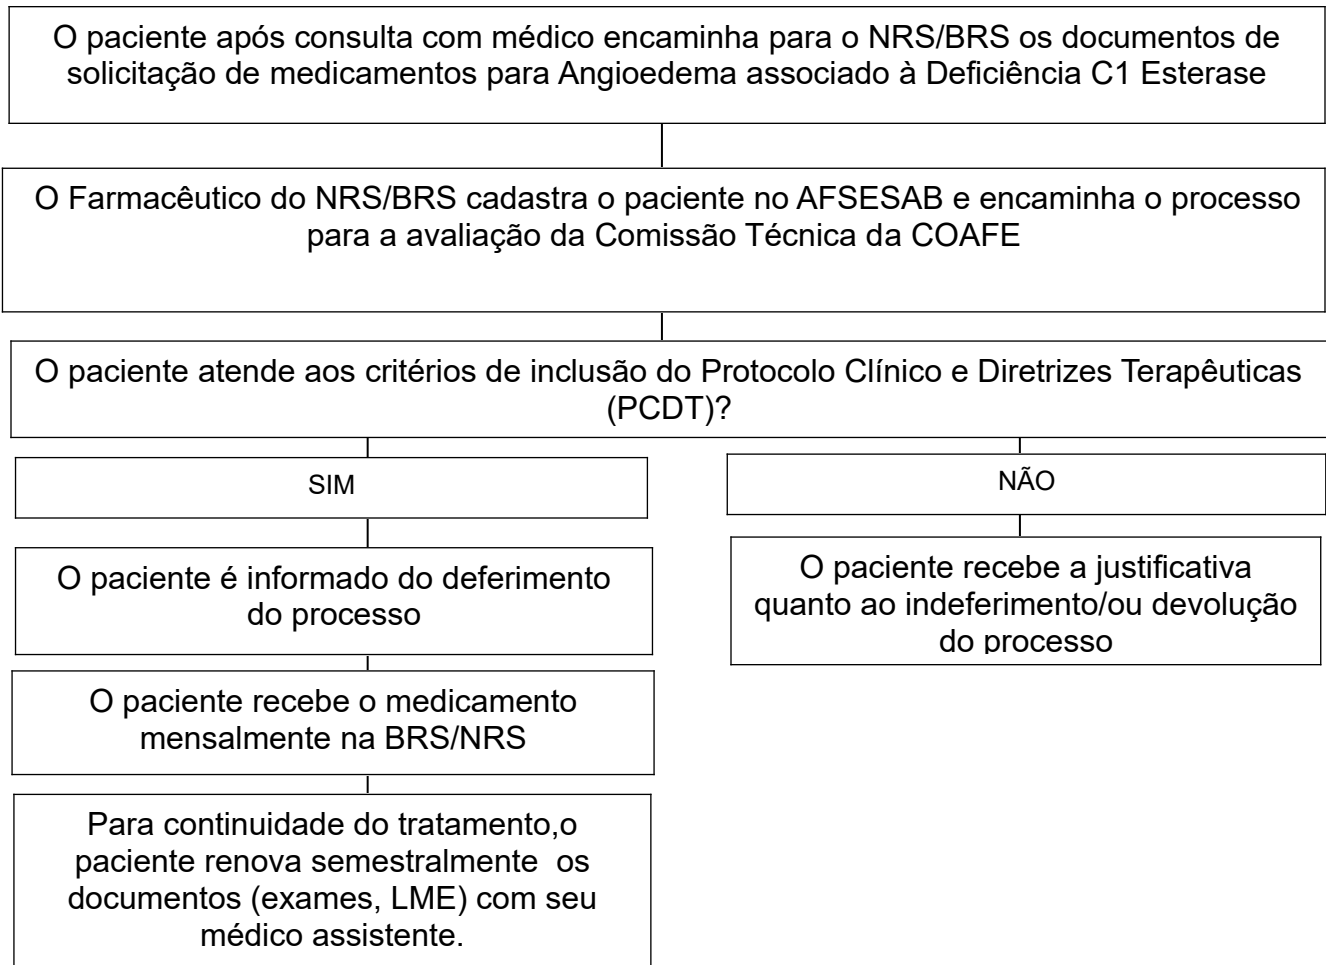 O paciente após consulta com médico encaminha para o NRS/BRS os documentos de
solicitação de medicamentos para Angioedema associado à Deficiência C1 Esterase
O Farmacêutico do NRS/BRS cadastra o paciente no AFSESAB e encaminha o processo
para a avaliação da Comissão Técnica da COAFE
O paciente atende aos critérios de inclusão do Protocolo Clínico e Diretrizes Terapêuticas
(PCDT)?
SIM
O paciente é informado do deferimento
do processo
O paciente recebe o medicamento
mensalmente na BRS/NRS
Para continuidade do tratamento,o
paciente renova semestralmente os
documentos (exames, LME) com seu
médico assistente.
NÃO
O paciente recebe a justificativa
quanto ao indeferimento/ou devolução
do processo